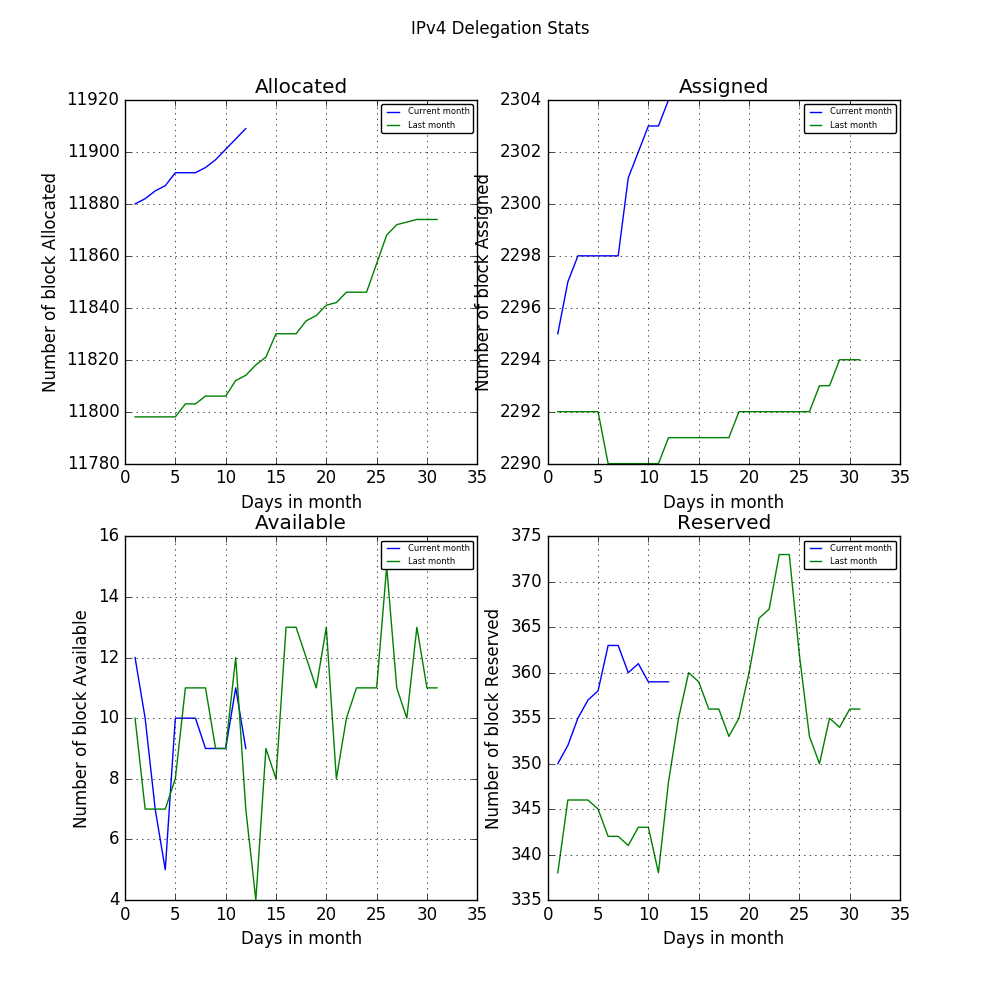 IPv4 Delegation Stats
Allocated
Number of block Allocated
11920
11900
11880
11860
11840
11820
11800
11780
Current month
Last month
0 5 10 15 20 25 30 35
Days in month
Assigned
Number of block Assigned
2304
2302
2300
2298
2296
2294
2292
2290
Current month
Last month
0 5 10 15 20 25 30 35
Days in month
Available
Number of block Available
16
14
12
10
8
6
4
Current month
Last month
0 5 10 15 20 25 30 35
Days in month
Reserved
Number of block Reserved
375
370
365
360
355
350
345
340
335
Current month
Last month
0 5 10 15 20 25 30 35
Days in month